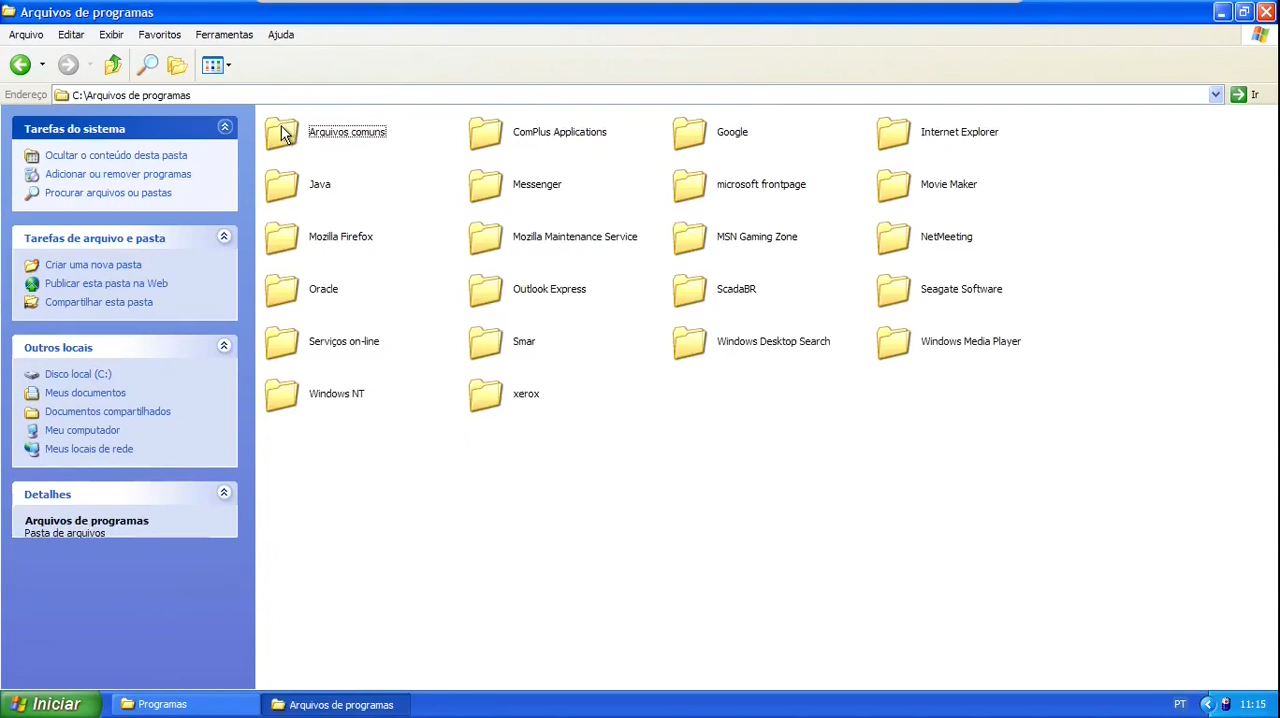 Arquivos de programas
Arquivo Editar Exibir Favoritos Ferramentas Ajuda
Endereço C:\Arquivos de programas Ir
Tarefas do sistema
Ocultar o conteúdo desta pasta
Adicionar ou remover programas
Procurar arquivos ou pastas
Tarefas de arquivo e pasta
Criar uma nova pasta
Publicar esta pasta na Web
Compartilhar esta pasta
Outros locais
Disco local (C:)
Meus documentos
Documentos compartilhados
Meu computador
Meus locais de rede
Detalhes
Arquivos de programas
Pasta de arquivos
Arquivos comuns ComPlus Applications Google Internet Explorer
Java Messenger microsoft frontpage Movie Maker
Mozilla Firefox Mozilla Maintenance Service MSN Gaming Zone NetMeeting
Oracle Outlook Express ScadaBR Seagate Software
Serviços on-line Smar Windows Desktop Search Windows Media Player
Windows NT xerox
Iniciar Programas Arquivos de programas PT 11:15